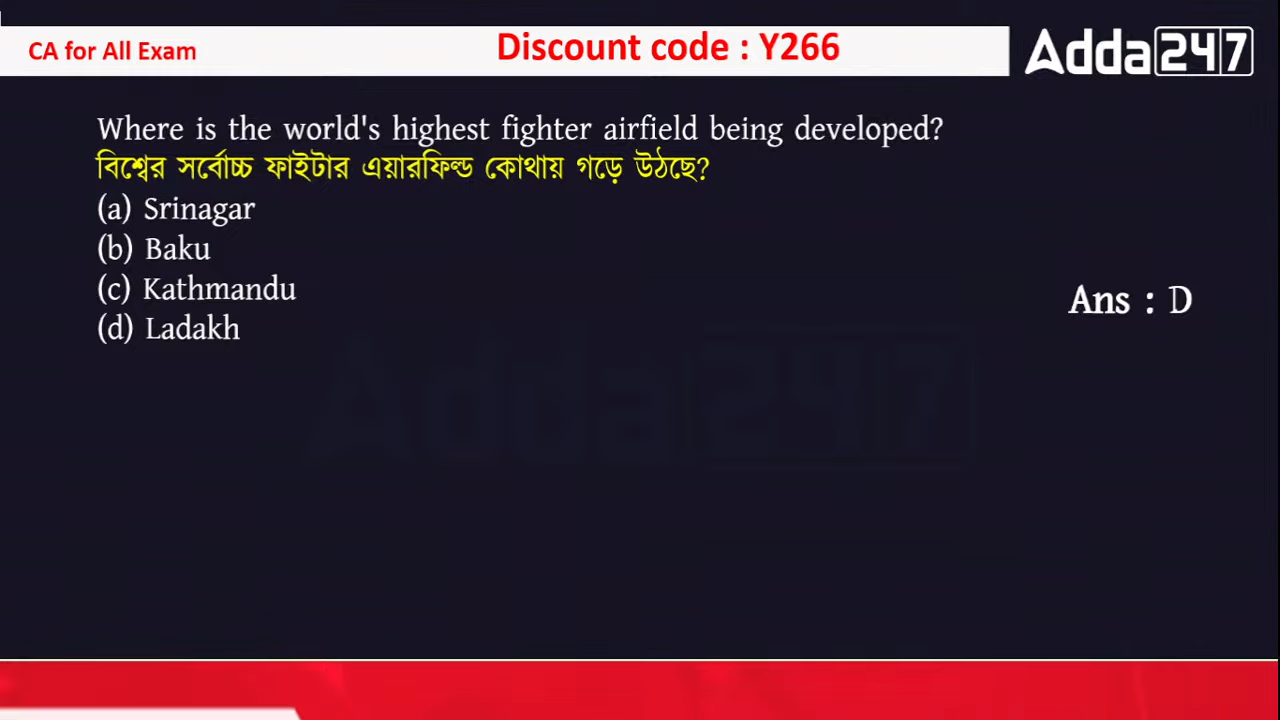 CA for All Exam
Discount code : Y266
Adda247
Where is the world's highest fighter airfield being developed?
বিশ্বের সর্বোচ্চ ফাইটার এয়ারফিল্ড কোথায় গড়ে উঠছে?
(a) Srinagar
(b) Baku
(c) Kathmandu
(d) Ladakh
Ans : D
Adda247